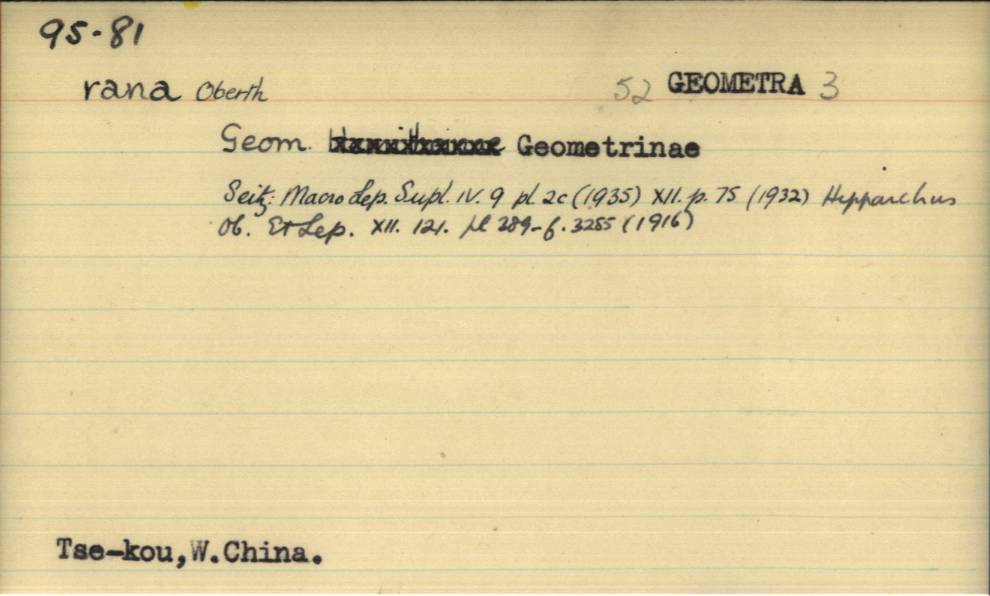 95-81
rana Oberth 52 GEOMETRA 3
Geom. Geometrinae
Seitz: Macro Lep. Supl. IV. 9 pl 2c (1935) XII. p. 75 (1932) Hipparchus
Ob. Et Lep. XII. 121. pl 389-f. 3285 (1916)
Tse-kou,W.China.